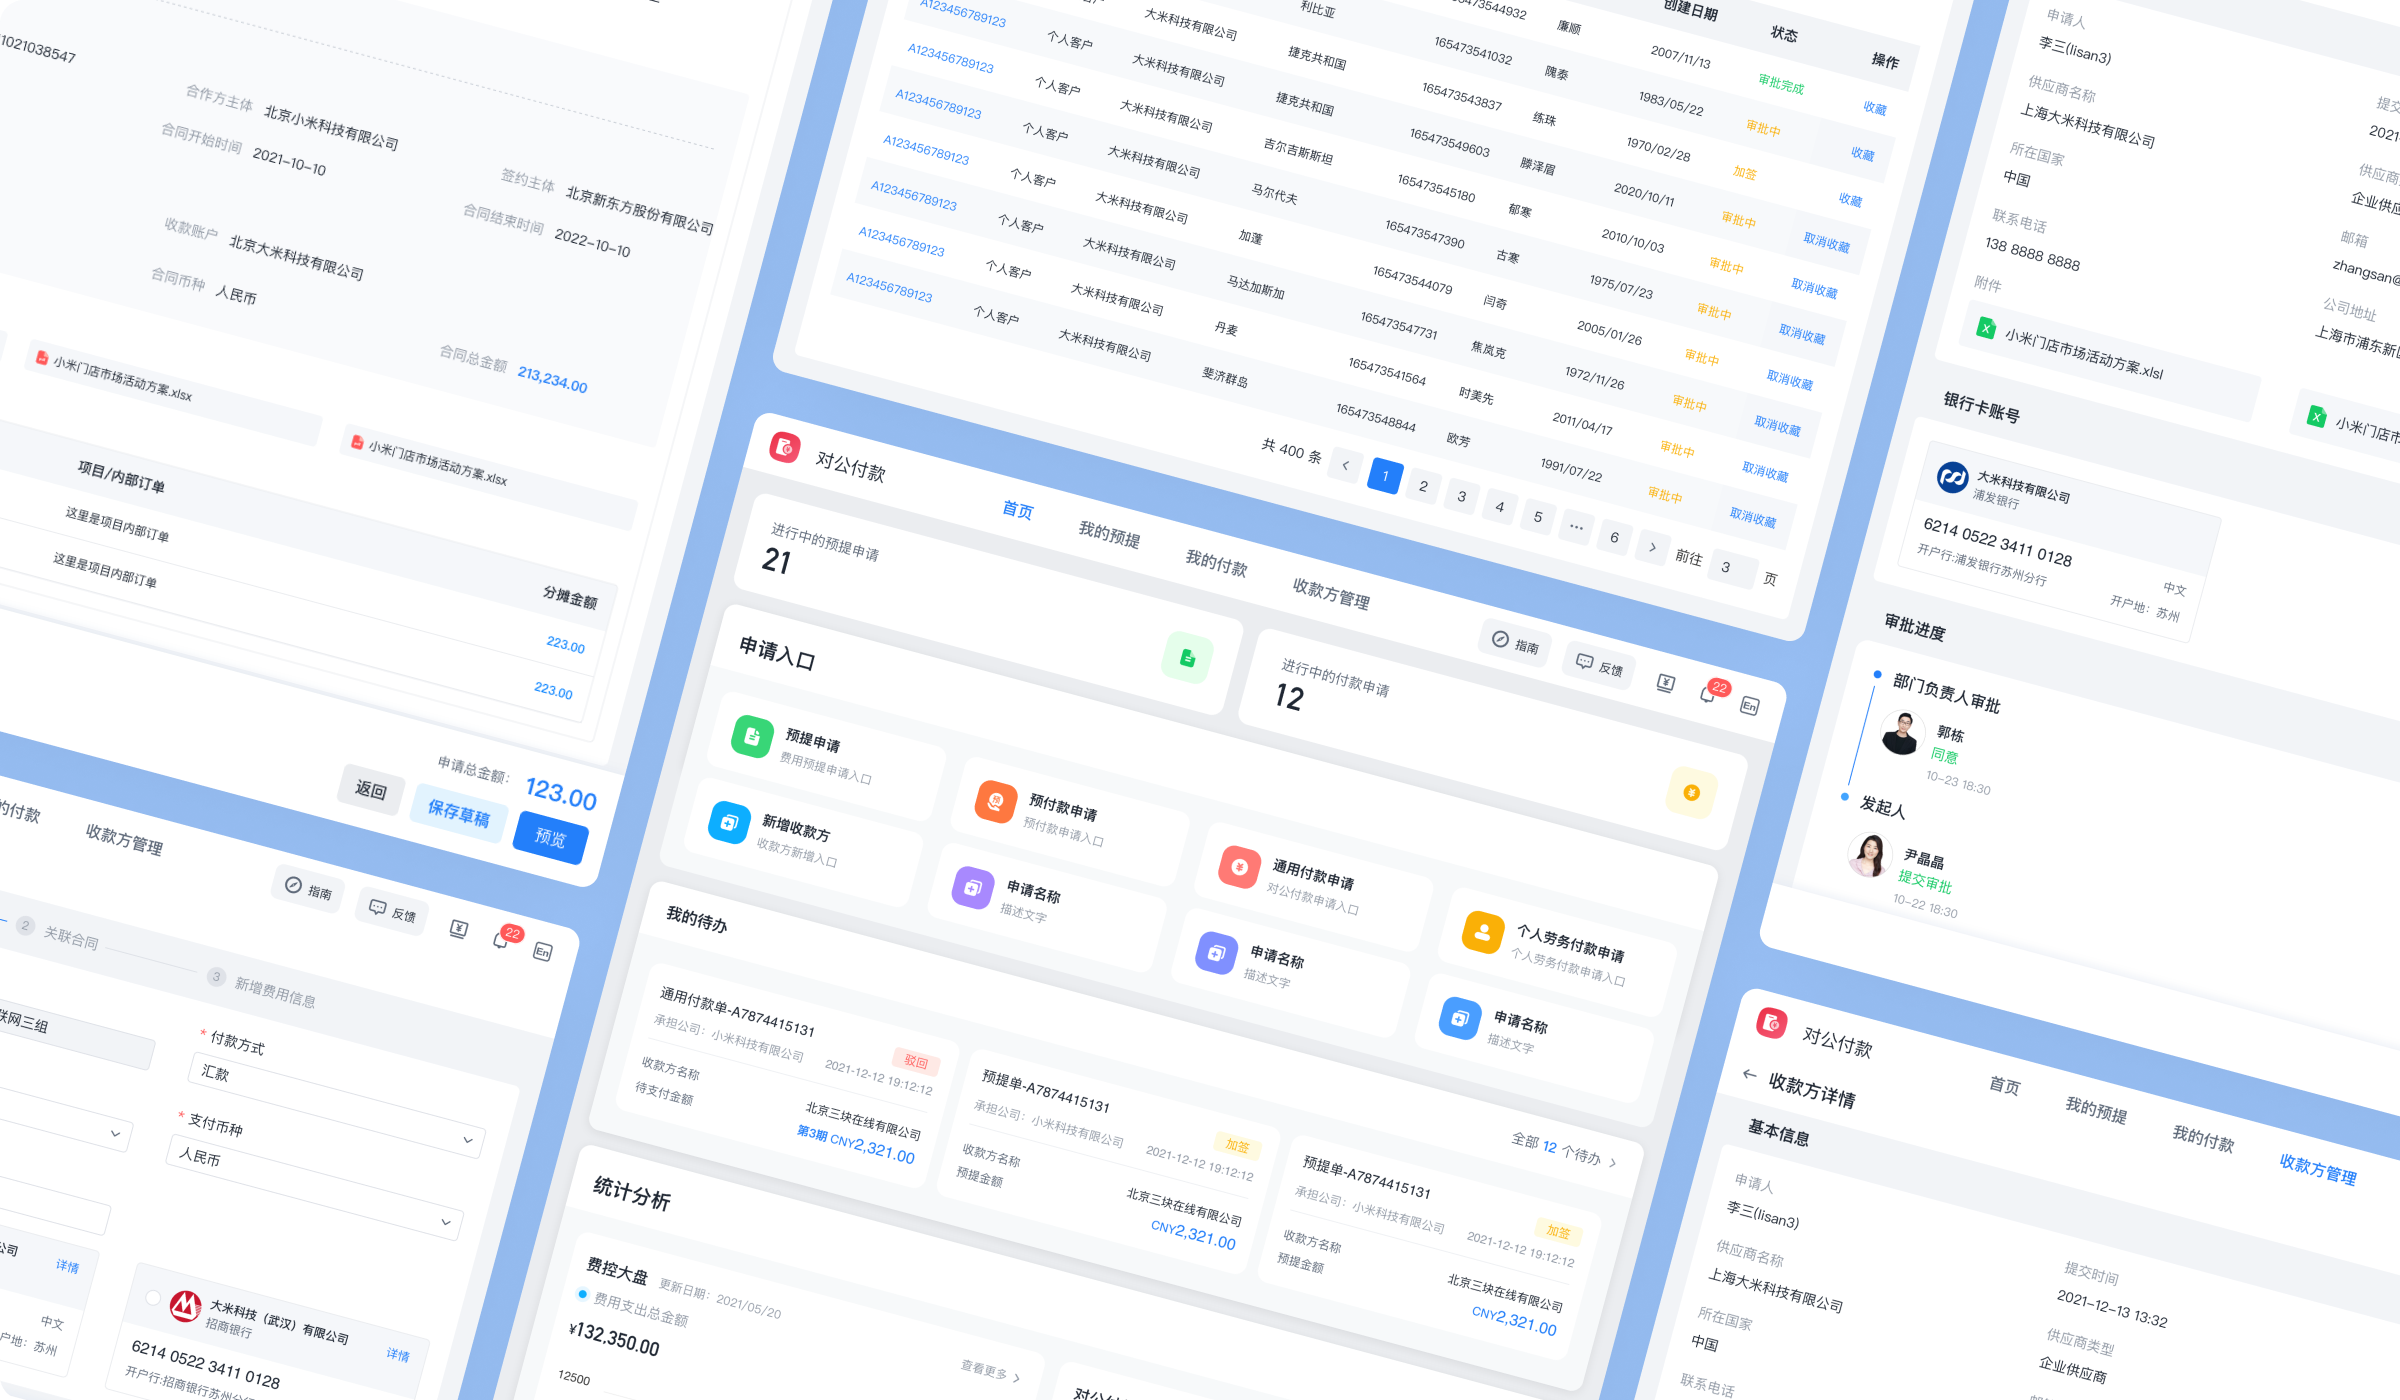 1021038547
合作方主体 北京小米科技有限公司
合同开始时间 2021-10-10
签约主体 北京新东方股份有限公司
合同结束时间 2022-10-10
收款账户 北京大米科技有限公司
合同币种 人民币
合同总金额 213,234.00
小米门店市场活动方案.xlsx
小米门店市场活动方案.xlsx
项目/内部订单
分摊金额
这里是项目内部订单
223.00
这里是项目内部订单
223.00
申请总金额: 123.00
返回
保存草稿
预览
的付款
收款方管理
指南
反馈
22
En
2 关联合同
3 新增费用信息
联网三组
* 付款方式
汇款
* 支付币种
人民币
公司
详情
中文
户地: 苏州
大米科技（武汉）有限公司
招商银行
详情
6214 0522 3411 0128
开户行:招商银行苏州分行
创建日期
状态
操作
A123456789123 个人客户 大米科技有限公司 利比亚 165473544932 廉顺 2007/11/13 审批完成 收藏
A123456789123 个人客户 大米科技有限公司 捷克共和国 165473541032 隗泰 1983/05/22 审批中 收藏
A123456789123 个人客户 大米科技有限公司 捷克共和国 165473543837 练珠 1970/02/28 加签 收藏
A123456789123 个人客户 大米科技有限公司 吉尔吉斯斯坦 165473549603 滕泽眉 2020/10/11 审批中 取消收藏
A123456789123 个人客户 大米科技有限公司 马尔代夫 165473545180 郁寒 2010/10/03 审批中 取消收藏
A123456789123 个人客户 大米科技有限公司 加蓬 165473547390 古寒 1975/07/23 审批中 取消收藏
A123456789123 个人客户 大米科技有限公司 马达加斯加 165473544079 闫奇 2005/01/26 审批中 取消收藏
大米科技有限公司 丹麦 165473547731 焦岚克 1972/11/26 审批中 取消收藏
斐济群岛 165473541564 时美先 2011/04/17 审批中 取消收藏
165473548844 欧芳 1991/07/22 审批中 取消收藏
共 400 条 1 2 3 4 5 ... 6 前往 3 页
对公付款
首页
我的预提
我的付款
收款方管理
指南
反馈
22
En
进行中的预提申请
21
进行中的付款申请
12
申请入口
预提申请
费用预提申请入口
预付款申请
预付款申请入口
通用付款申请
对公付款申请入口
个人劳务付款申请
个人劳务付款申请入口
新增收款方
收款方新增入口
申请名称
描述文字
申请名称
描述文字
申请名称
描述文字
我的待办
全部 12 个待办
通用付款单-A7874415131
驳回
承担公司: 小米科技有限公司
2021-12-12 19:12:12
收款方名称
北京三块在线有限公司
待支付金额
第3期 CNY2,321.00
预提单-A7874415131
加签
承担公司: 小米科技有限公司
2021-12-12 19:12:12
收款方名称
北京三块在线有限公司
预提金额
CNY2,321.00
预提单-A7874415131
加签
承担公司: 小米科技有限公司
2021-12-12 19:12:12
收款方名称
北京三块在线有限公司
预提金额
CNY2,321.00
统计分析
费控大盘 更新日期: 2021/05/20
费用支出总金额
¥132,350.00
查看更多
12500
对公付
申请人
李三(lisan3)
供应商名称
上海大米科技有限公司
所在国家
中国
联系电话
138 8888 8888
附件
提交
2021
供应商
企业供应
邮箱
zhangsan@
公司地址
上海市浦东新区
小米门店市场活动方案.xlsl
小米门店市
银行卡账号
大米科技有限公司
浦发银行
6214 0522 3411 0128
中文
开户行:浦发银行苏州分行
开户地: 苏州
审批进度
部门负责人审批
郭栋
同意
10-23 18:30
发起人
尹晶晶
提交审批
10-22 18:30
对公付款
首页
我的预提
我的付款
收款方管理
收款方详情
基本信息
申请人
李三(lisan3)
提交时间
2021-12-13 13:32
供应商名称
上海大米科技有限公司
供应商类型
企业供应商
所在国家
中国
联系电话